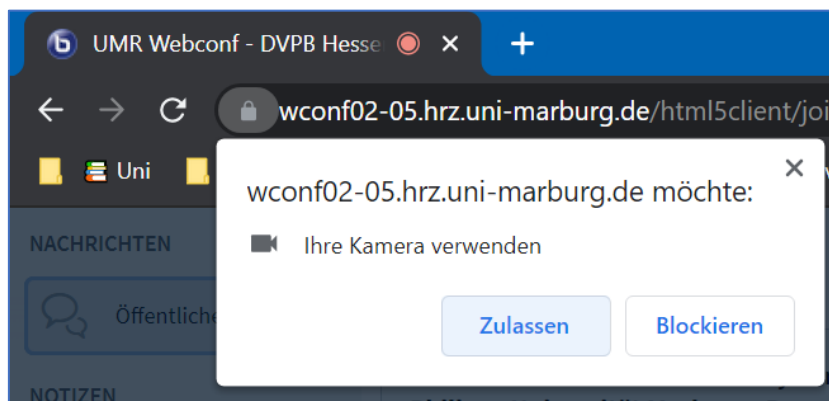 UMR Webconf - DVPB Hesse
wconf02-05.hrz.uni-marburg.de/html5client/joi
Uni
wconf02-05.hrz.uni-marburg.de möchte:
NACHRICHTEN
Ihre Kamera verwenden
Öffentliche
Zulassen
Blockieren
NOTIZEN